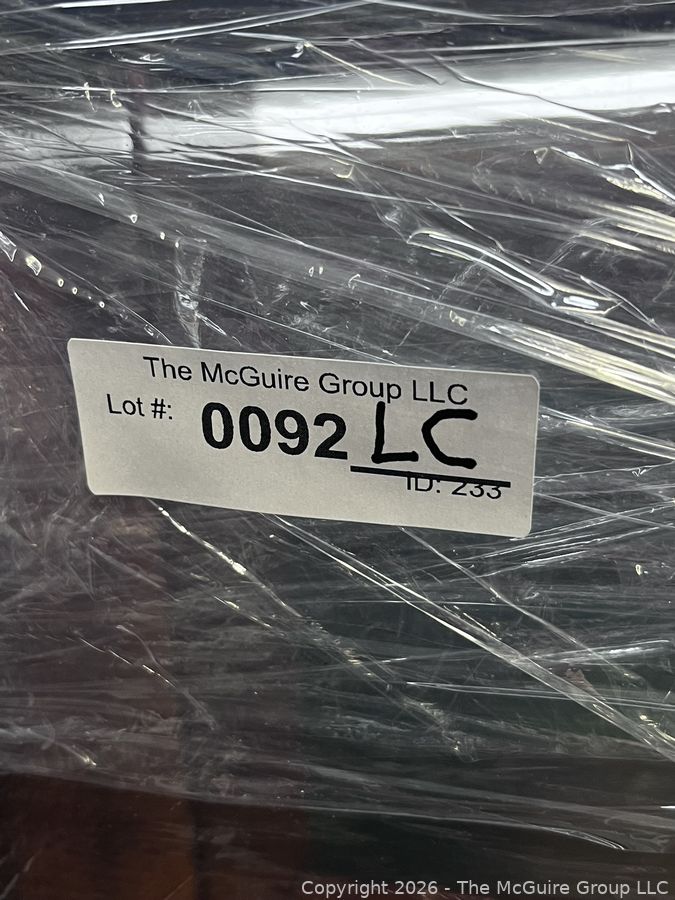 The McGuire Group LLC
Lot #: 0092 LC
ID: 233
Copyright 2026 - The McGuire Group LLC